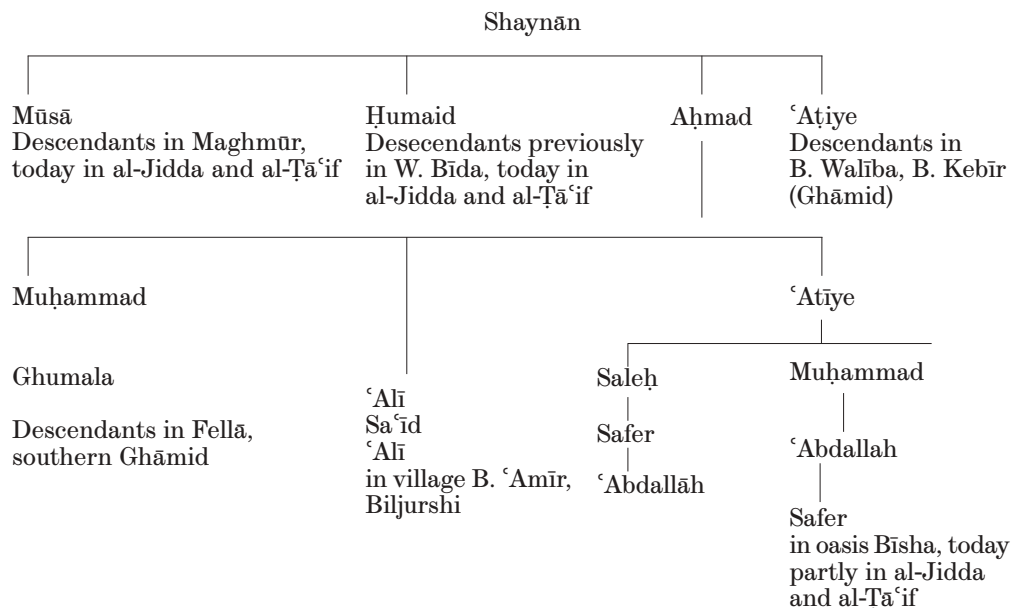 Shaynān
Mūsā
Descendants in Maghmūr,
today in al-Jidda and al-Ṭāʿif
Ḥumaid
Desecendants previously
in W. Bīda, today in
al-Jidda and al-Ṭāʿif
Aḥmad
ʿAṭiye
Descendants in
B. Walība, B. Kebīr
(Ghāmid)
Muḥammad
Ghumala
Descendants in Fellā,
southern Ghāmid
ʿAlī
Saʿīd
ʿAlī
in village B. ʿAmīr,
Biljurshi
ʿAtīye
Saleḥ
Safer
ʿAbdallāh
Muḥammad
ʿAbdallah
Safer
in oasis Bīsha, today
partly in al-Jidda
and al-Ṭāʿif